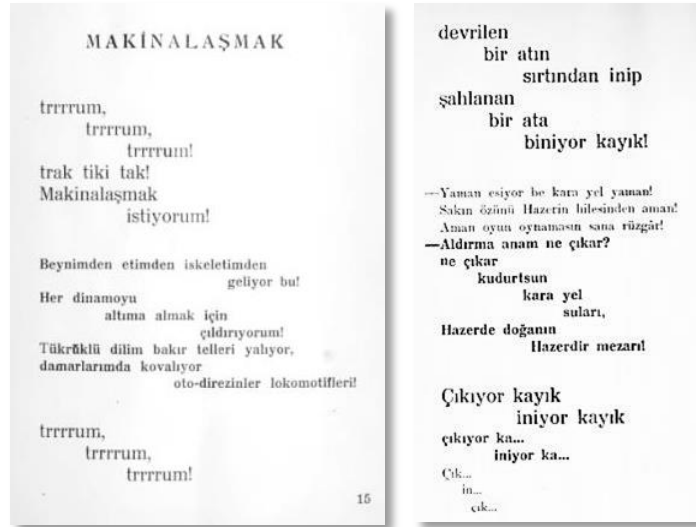 MAKİNALAŞMAK
trrrrum,
trrrrum,
trrrrum!
trak tiki tak!
Makinalaşmak
istiyorum!
Beynimden etimden iskeletimden
geliyor bu!
Her dinamoyu
altıma almak için
çıldırıyorum!
Tükrüklü dilim bakır telleri yalıyor,
damarlarımda kovalıyor
oto-direzinler lokomotifleri!
trrrrum,
trrrrum,
trrrrum!
15
devrilen
bir atın
sırtından inip
şahlanan
bir ata
biniyor kayık!
—Yaman esiyor be kara yel yaman!
Sakın özünü Hazerin hilesinden aman!
Aman oyun oynamasın sana rüzgâr!
—Aldırma anam ne çıkar?
ne çıkar
kudurtsun
kara yel
suları,
Hazerde doğanın
Hazerdir mezarı!
Çıkıyor kayık
iniyor kayık
çıkıyor ka...
iniyor ka...
Çık...
in...
çık...